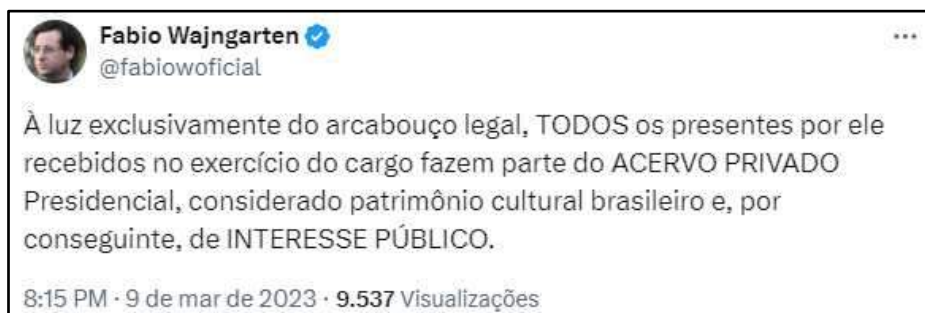 Fabio Wajngarten
@fabiowoficial
À luz exclusivamente do arcabouço legal, TODOS os presentes por ele
recebidos no exercício do cargo fazem parte do ACERVO PRIVADO
Presidencial, considerado patrimônio cultural brasileiro e, por
conseguinte, de INTERESSE PÚBLICO.
8:15 PM · 9 de mar de 2023 · 9.537 Visualizações